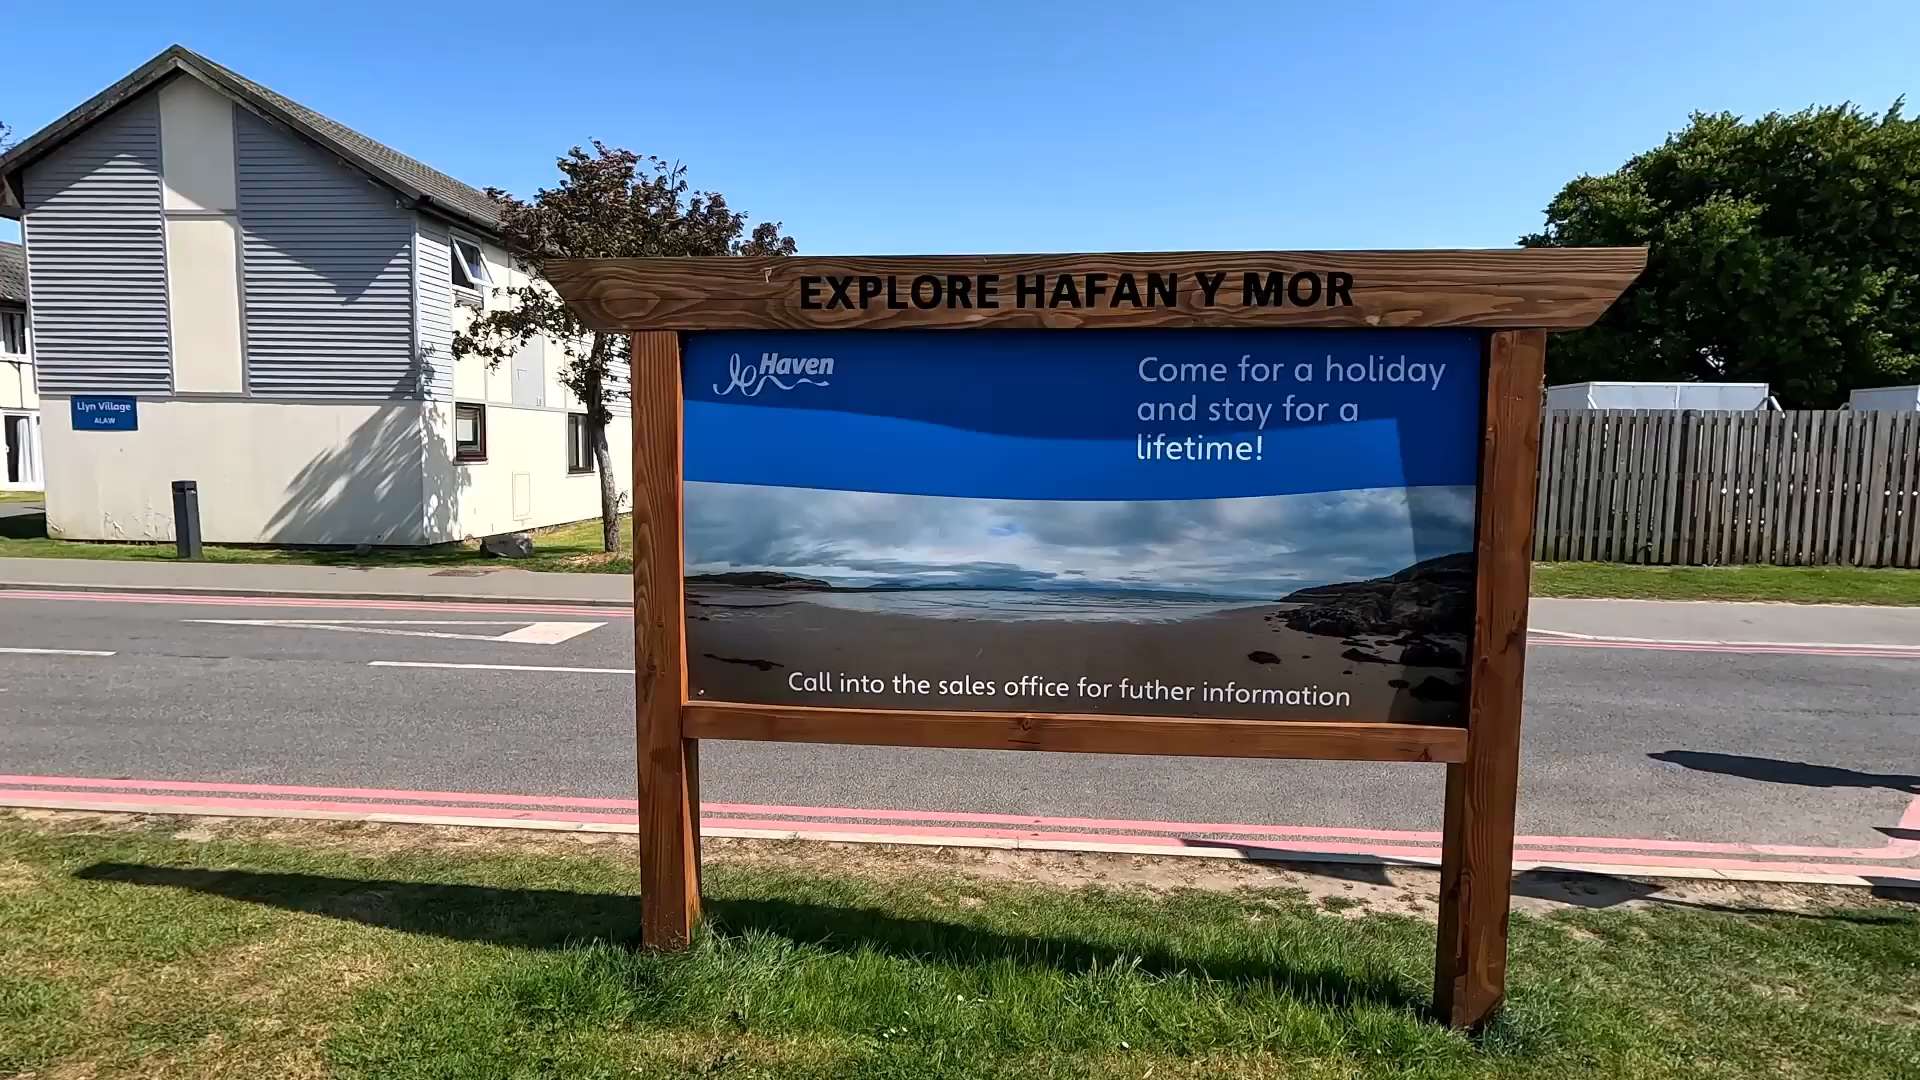 Llyn Village
ALAW
EXPLORE HAFAN Y MOR
Haven
Come for a holiday
and stay for a
lifetime!
Call into the sales office for futher information